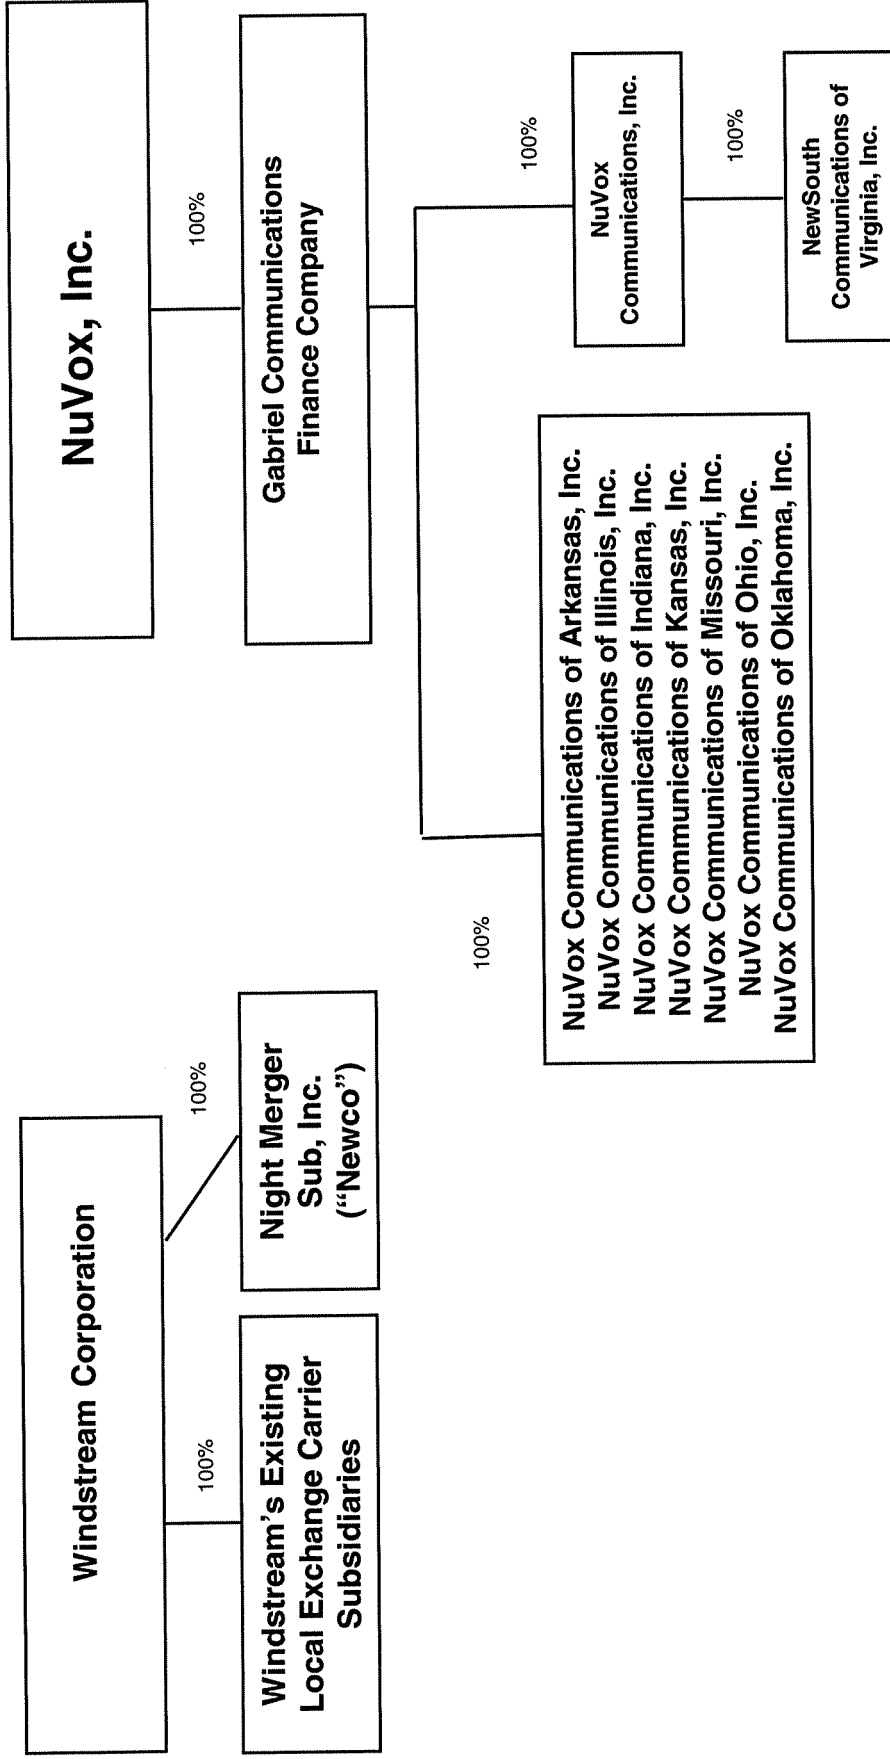 Windstream Corporation
100%
100%
Windstream's Existing
Local Exchange Carrier
Subsidiaries
Night Merger
Sub, Inc.
(“Newco”)
NuVox, Inc.
100%
Gabriel Communications
Finance Company
100%
100%
NuVox Communications of Arkansas, Inc.
NuVox Communications of Illinois, Inc.
NuVox Communications of Indiana, Inc.
NuVox Communications of Kansas, Inc.
NuVox Communications of Missouri, Inc.
NuVox Communications of Ohio, Inc.
NuVox Communications of Oklahoma, Inc.
NuVox
Communications, Inc.
100%
NewSouth
Communications of
Virginia, Inc.